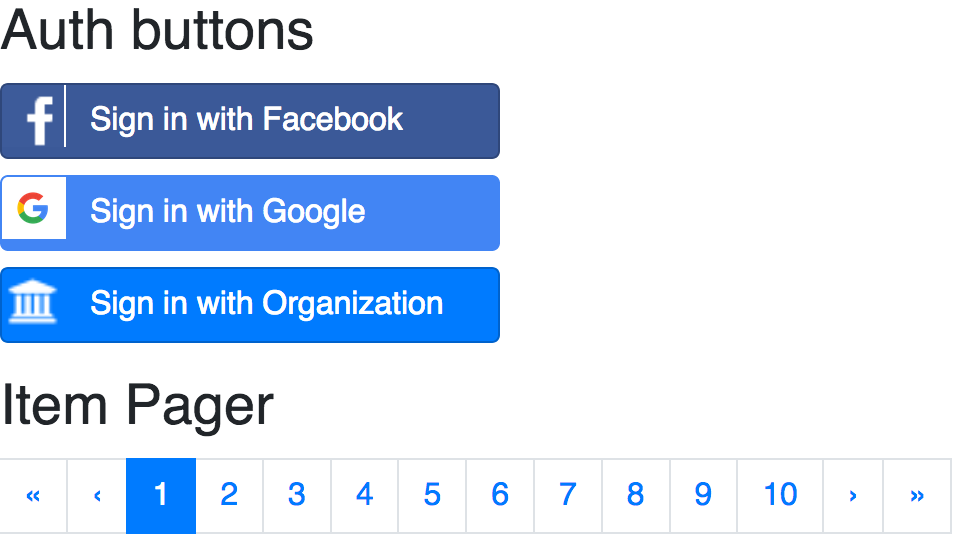 Auth buttons
Sign in with Facebook
Sign in with Google
Sign in with Organization
Item Pager
« ‹ 1 2 3 4 5 6 7 8 9 10 › »